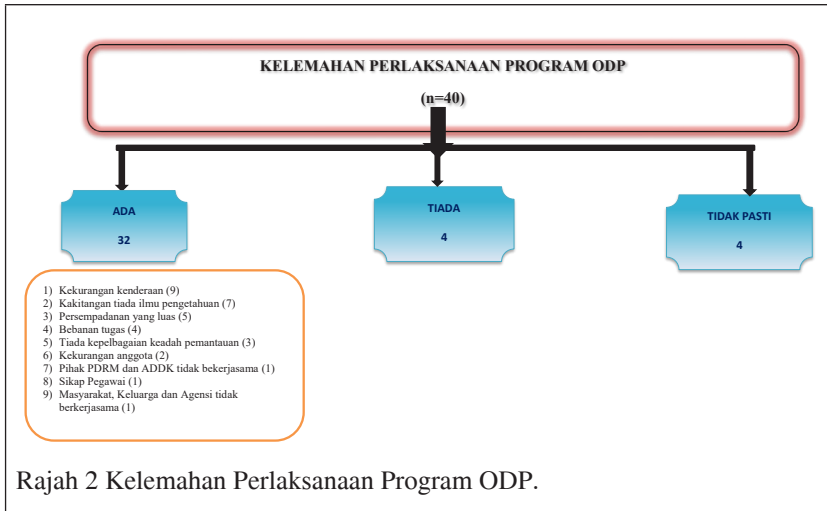 KELEMAHAN PERLAKSANAAN PROGRAM ODP
(n=40)
ADA
32
TIADA
4
TIDAK PASTI
4
1) Kekurangan kenderaan (9)
2) Kakitangan tiada ilmu pengetahuan (7)
3) Persempadanan yang luas (5)
4) Bebanan tugas (4)
5) Tiada kepelbagaian keadah pemantauan (3)
6) Kekurangan anggota (2)
7) Pihak PDRM dan ADDK tidak bekerjasama (1)
8) Sikap Pegawai (1)
9) Masyarakat, Keluarga dan Agensi tidak
berkerjasama (1)
Rajah 2 Kelemahan Perlaksanaan Program ODP.